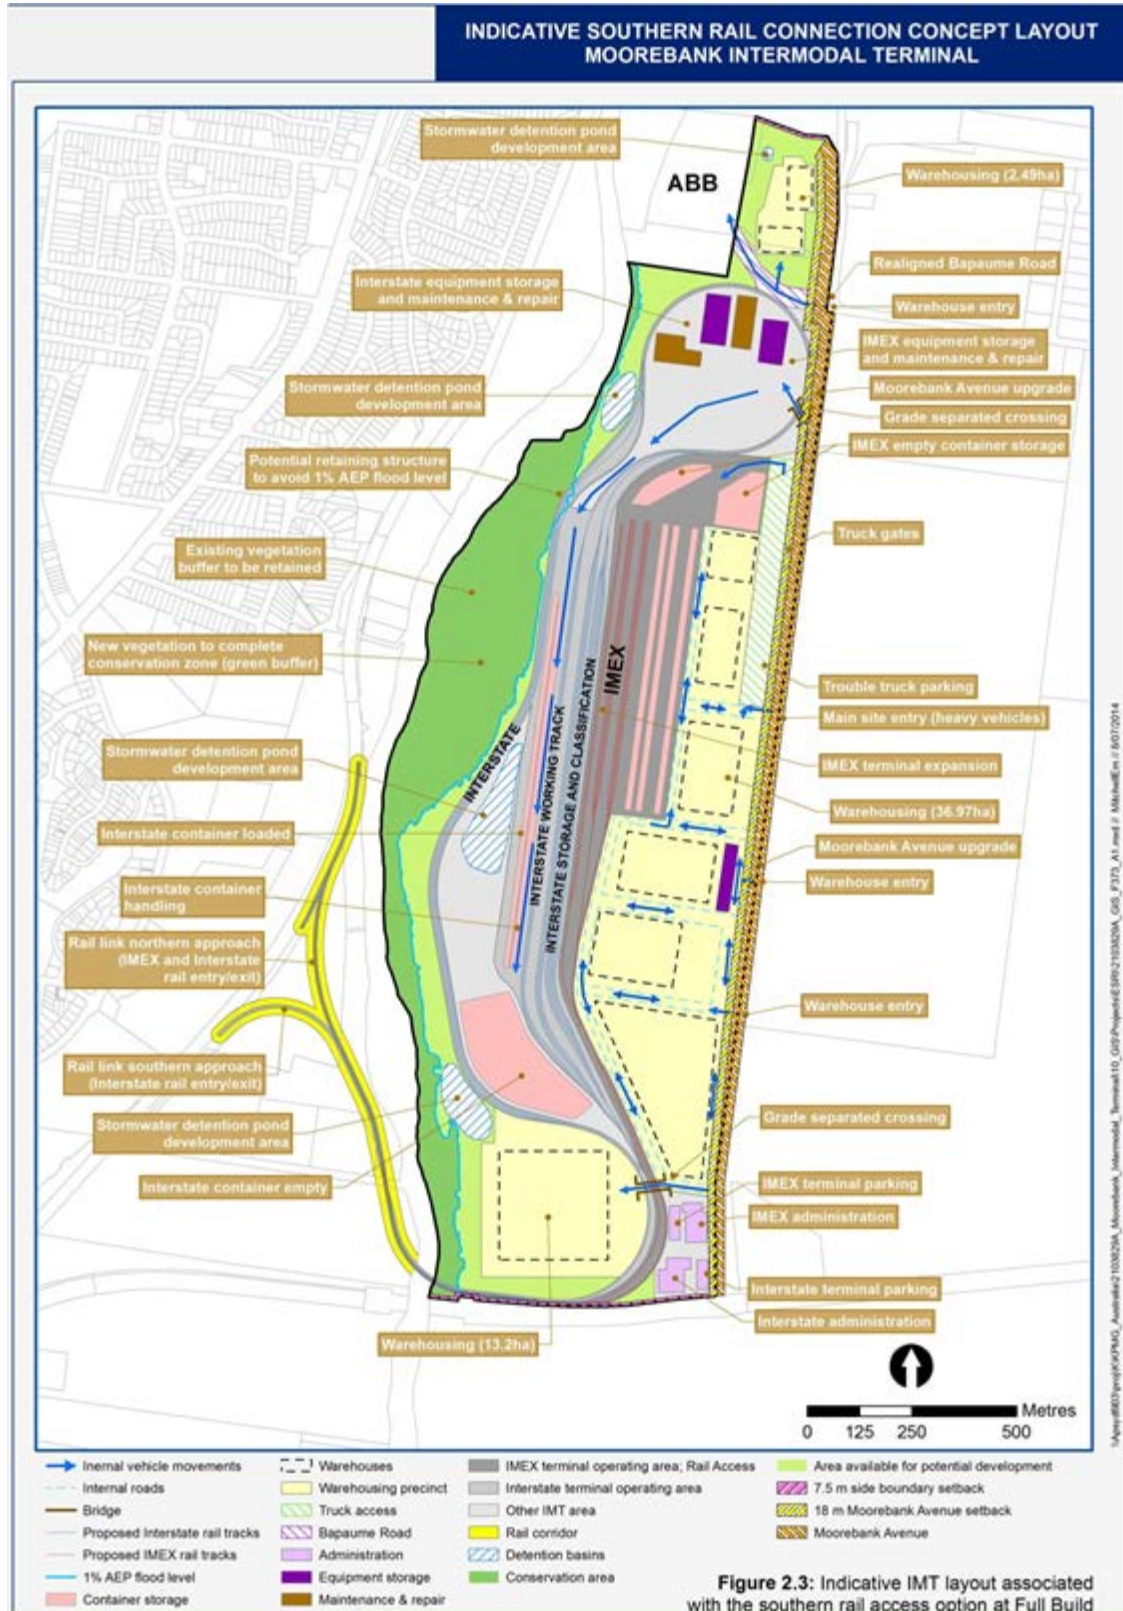 INDICATIVE SOUTHERN RAIL CONNECTION CONCEPT LAYOUT
MOOREBANK INTERMODAL TERMINAL
Stormwater detention pond
development area
ABB
Warehousing (2.49ha)
Realigned Bapaume Road
Interstate equipment storage
and maintenance & repair
Warehouse entry
IMEX equipment storage
and maintenance & repair
Stormwater detention pond
development area
Moorebank Avenue upgrade
Grade separated crossing
IMEX empty container storage
Potential retaining structure
to avoid 1% AEP flood level
Truck gates
Existing vegetation
buffer to be retained
New vegetation to complete
conservation zone (green buffer)
IMEX
Trouble truck parking
Main site entry (heavy vehicles)
Stormwater detention pond
development area
INTERSTATE
INTERSTATE WORKING TRACK
INTERSTATE STORAGE AND CLASSIFICATION
IMEX terminal expansion
Warehousing (36.97ha)
Interstate container loaded
Moorebank Avenue upgrade
Warehouse entry
Interstate container
handling
Rail link northern approach
(IMEX and Interstate
rail entry/exit)
Warehouse entry
Rail link southern approach
(Interstate rail entry/exit)
Stormwater detention pond
development area
Grade separated crossing
Interstate container empty
IMEX terminal parking
IMEX administration
Interstate terminal parking
Interstate administration
Warehousing (13.2ha)
Metres
0 125 250 500
Inernal vehicle movements
Internal roads
Bridge
Proposed Interstate rail tracks
Proposed IMEX rail tracks
1% AEP flood level
Container storage
Warehouses
Warehousing precinct
Truck access
Bapaume Road
Administration
Equipment storage
Maintenance & repair
IMEX terminal operating area; Rail Access
Interstate terminal operating area
Other IMT area
Rail corridor
Detention basins
Conservation area
Area available for potential development
7.5 m side boundary setback
18 m Moorebank Avenue setback
Moorebank Avenue
Figure 2.3: Indicative IMT layout associated
with the southern rail access option at Full Build